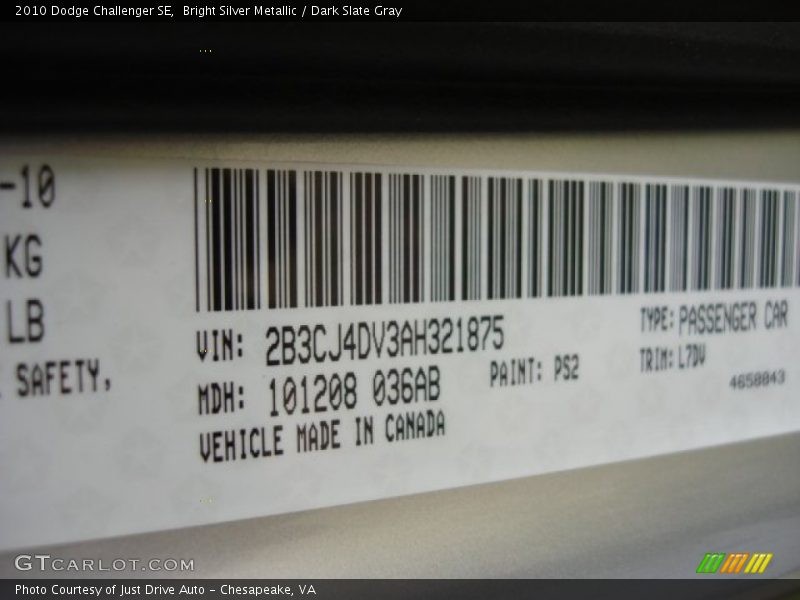 2010 Dodge Challenger SE,  Bright Silver Metallic / Dark Slate Gray
-10
KG
LB
SAFETY,
VIN: 2B3CJ4DV3AH321875
MDH: 101208 036AB
VEHICLE MADE IN CANADA
PAINT: PS2
TYPE: PASSENGER CAR
TRIM: L7DV
4658043
GTCARLOT.COM
Photo Courtesy of Just Drive Auto - Chesapeake, VA